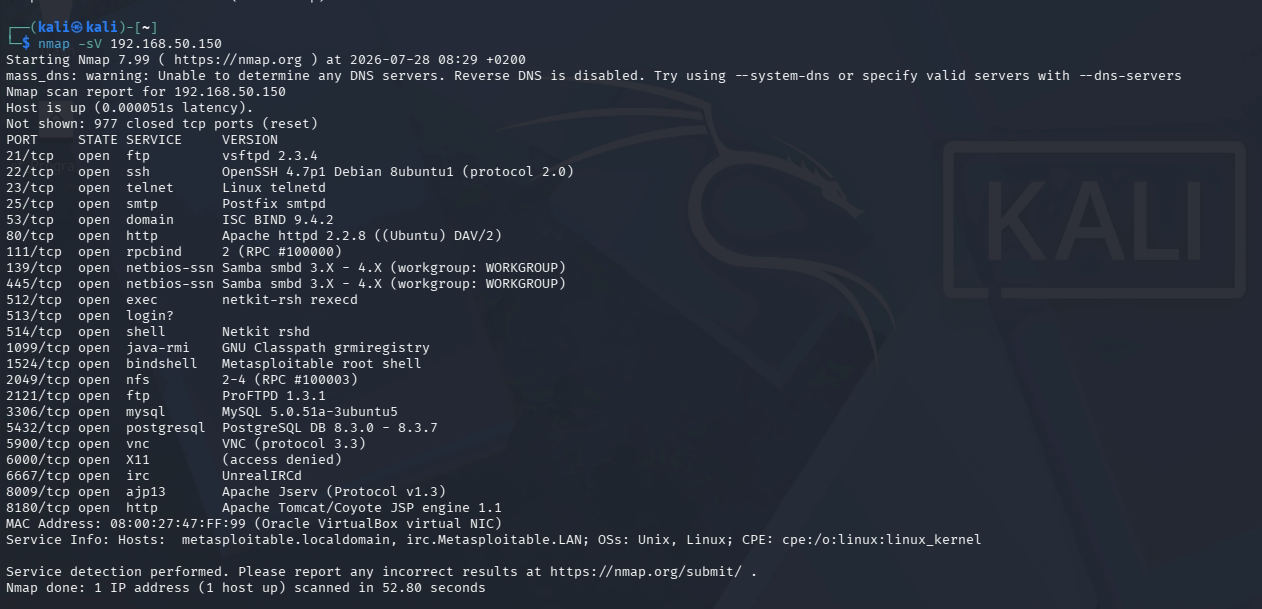 ┌──(kali㉿kali)-[~]
└─$ nmap -sV 192.168.50.150
Starting Nmap 7.99 ( https://nmap.org ) at 2026-07-28 08:29 +0200
mass_dns: warning: Unable to determine any DNS servers. Reverse DNS is disabled. Try using --system-dns or specify valid servers with --dns-servers
Nmap scan report for 192.168.50.150
Host is up (0.000051s latency).
Not shown: 977 closed tcp ports (reset)
PORT     STATE SERVICE     VERSION
21/tcp   open  ftp         vsftpd 2.3.4
22/tcp   open  ssh         OpenSSH 4.7p1 Debian 8ubuntu1 (protocol 2.0)
23/tcp   open  telnet      Linux telnetd
25/tcp   open  smtp        Postfix smtpd
53/tcp   open  domain      ISC BIND 9.4.2
80/tcp   open  http        Apache httpd 2.2.8 ((Ubuntu) DAV/2)
111/tcp  open  rpcbind     2 (RPC #100000)
139/tcp  open  netbios-ssn Samba smbd 3.X - 4.X (workgroup: WORKGROUP)
445/tcp  open  netbios-ssn Samba smbd 3.X - 4.X (workgroup: WORKGROUP)
512/tcp  open  exec        netkit-rsh rexecd
513/tcp  open  login?
514/tcp  open  shell       Netkit rshd
1099/tcp open  java-rmi    GNU Classpath grmiregistry
1524/tcp open  bindshell   Metasploitable root shell
2049/tcp open  nfs         2-4 (RPC #100003)
2121/tcp open  ftp         ProFTPD 1.3.1
3306/tcp open  mysql       MySQL 5.0.51a-3ubuntu5
5432/tcp open  postgresql  PostgreSQL DB 8.3.0 - 8.3.7
5900/tcp open  vnc         VNC (protocol 3.3)
6000/tcp open  X11         (access denied)
6667/tcp open  irc         UnrealIRCd
8009/tcp open  ajp13       Apache Jserv (Protocol v1.3)
8180/tcp open  http        Apache Tomcat/Coyote JSP engine 1.1
MAC Address: 08:00:27:47:FF:99 (Oracle VirtualBox virtual NIC)
Service Info: Hosts:  metasploitable.localdomain, irc.Metasploitable.LAN; OSs: Unix, Linux; CPE: cpe:/o:linux:linux_kernel
Service detection performed. Please report any incorrect results at https://nmap.org/submit/ .
Nmap done: 1 IP address (1 host up) scanned in 52.80 seconds
KALI